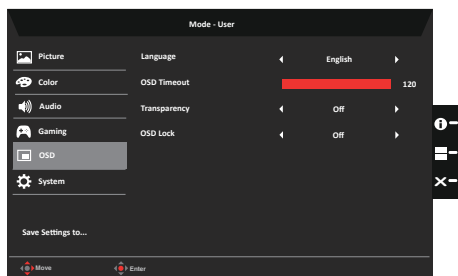 Mode - User
Picture
Color
Audio
Gaming
OSD
System
Save Settings to...
Language English
OSD Timeout 120
Transparency Off
OSD Lock Off
Move Enter